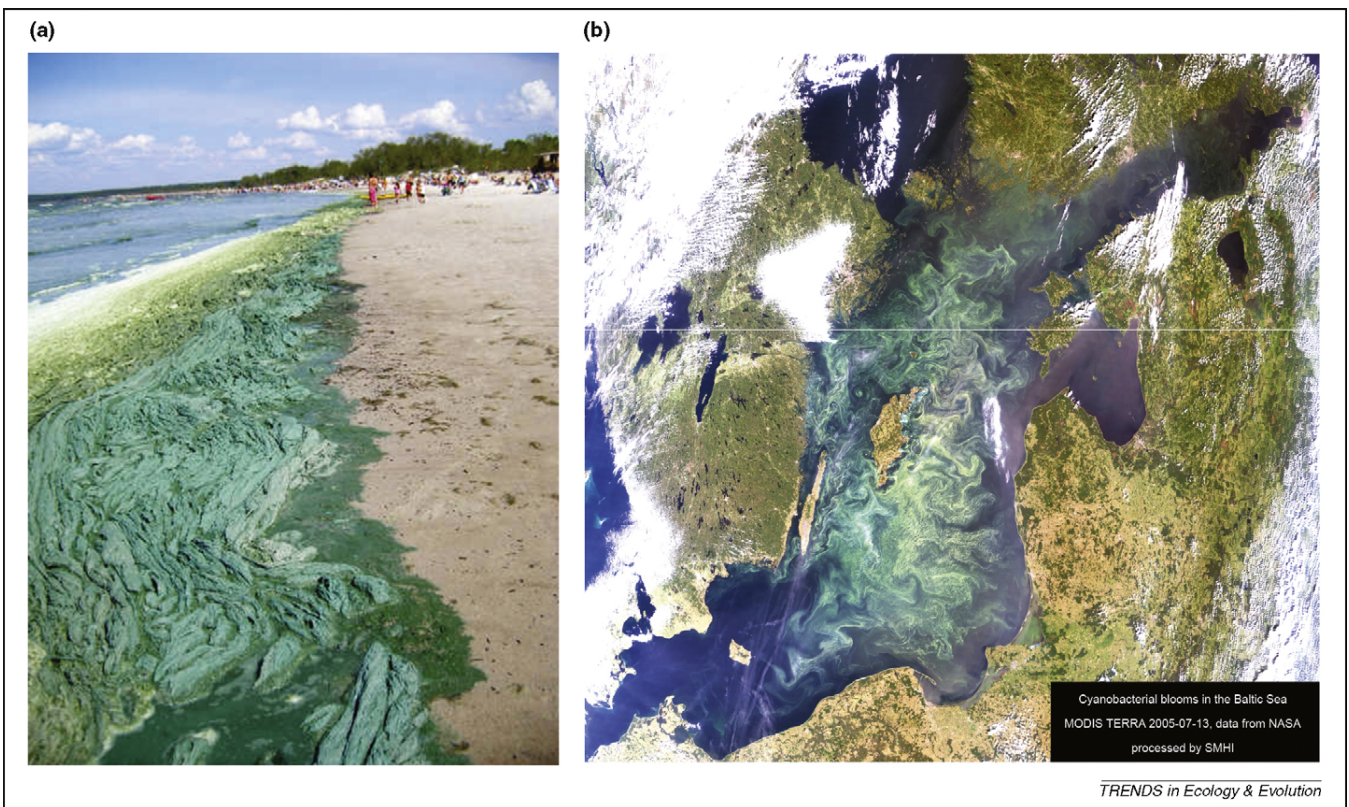 (a)
(b)
Cyanobacterial blooms in the Baltic Sea
MODIS TERRA 2005-07-13, data from NASA
processed by SMHI
TRENDS in Ecology & Evolution